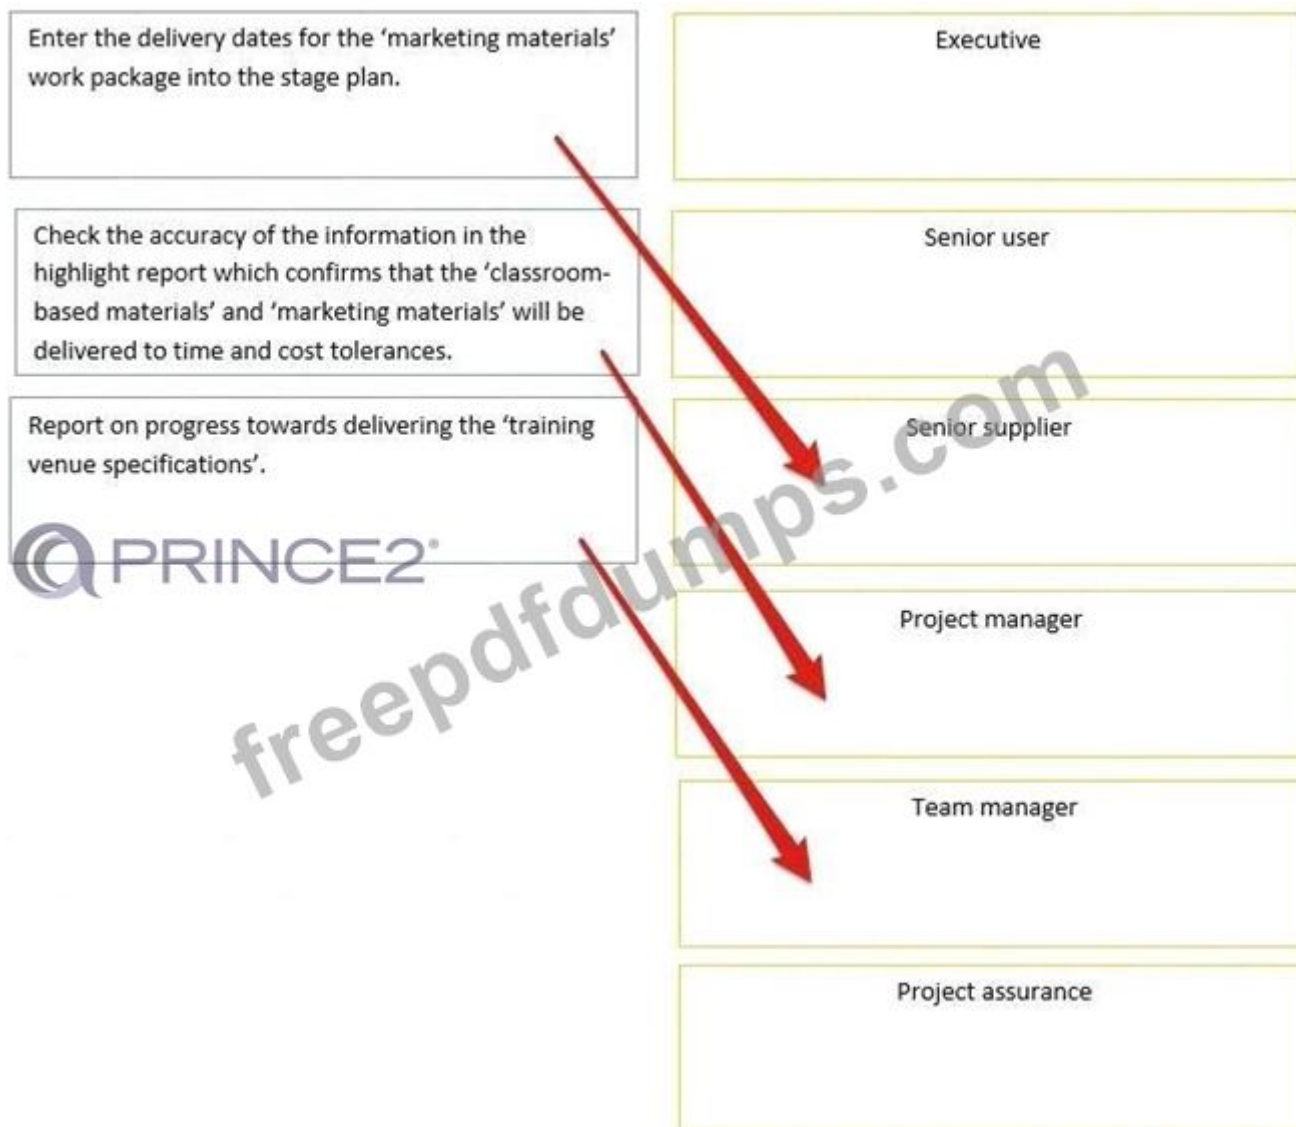 Enter the delivery dates for the ‘marketing materials’
work package into the stage plan.
Check the accuracy of the information in the
highlight report which confirms that the ‘classroom-
based materials’ and ‘marketing materials’ will be
delivered to time and cost tolerances.
Report on progress towards delivering the ‘training
venue specifications’.
PRINCE2®
Executive
Senior user
Senior supplier
Project manager
Team manager
Project assurance
freepdfdumps.com